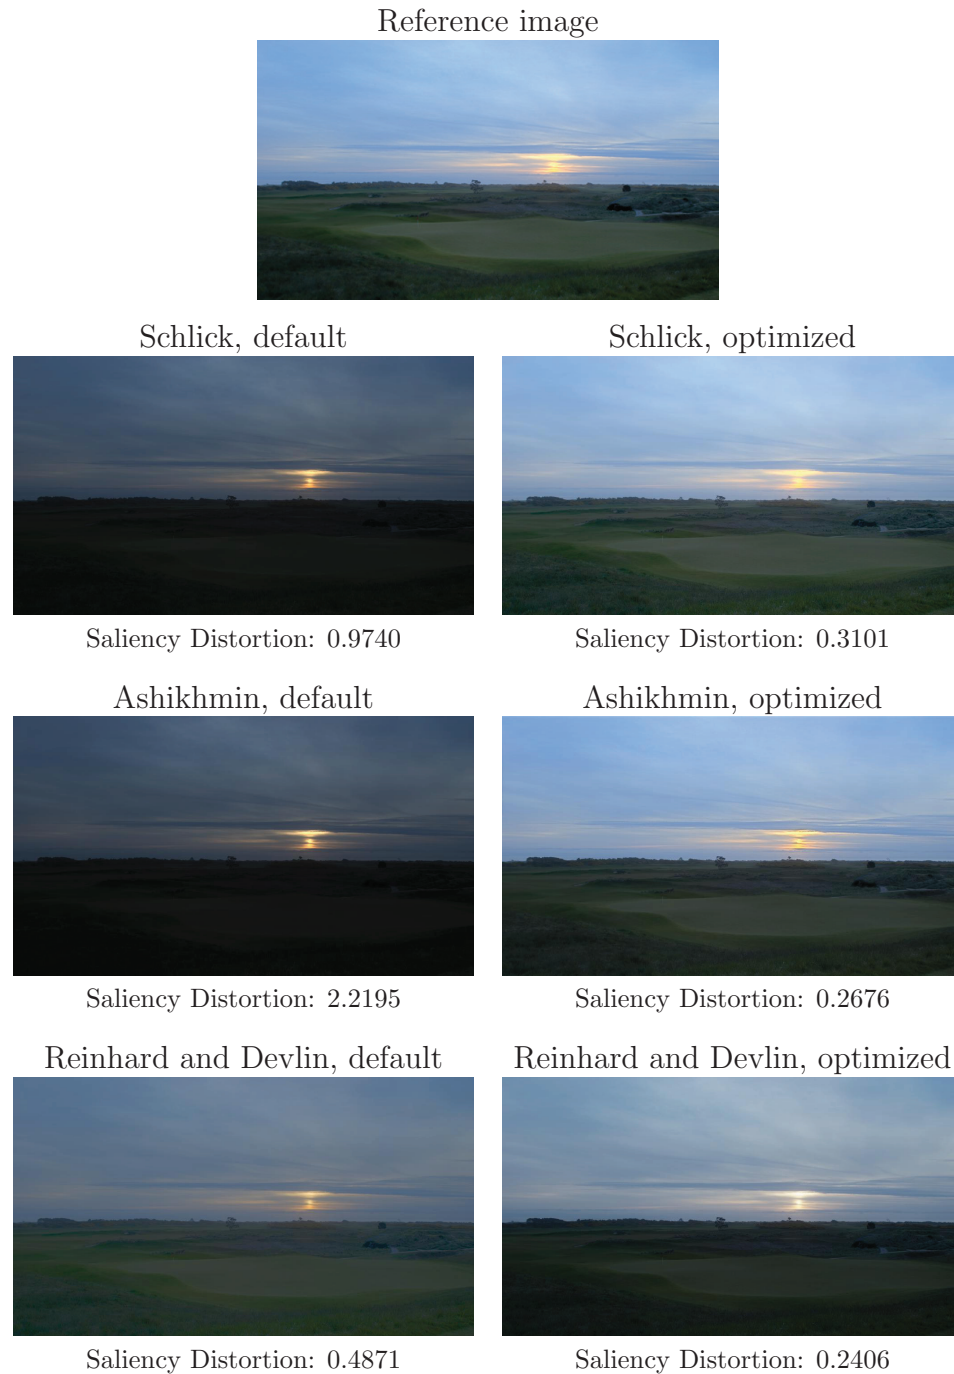 Reference image
Schlick, default
Schlick, optimized
Saliency Distortion: 0.9740
Saliency Distortion: 0.3101
Ashikhmin, default
Ashikhmin, optimized
Saliency Distortion: 2.2195
Saliency Distortion: 0.2676
Reinhard and Devlin, default
Reinhard and Devlin, optimized
Saliency Distortion: 0.4871
Saliency Distortion: 0.2406